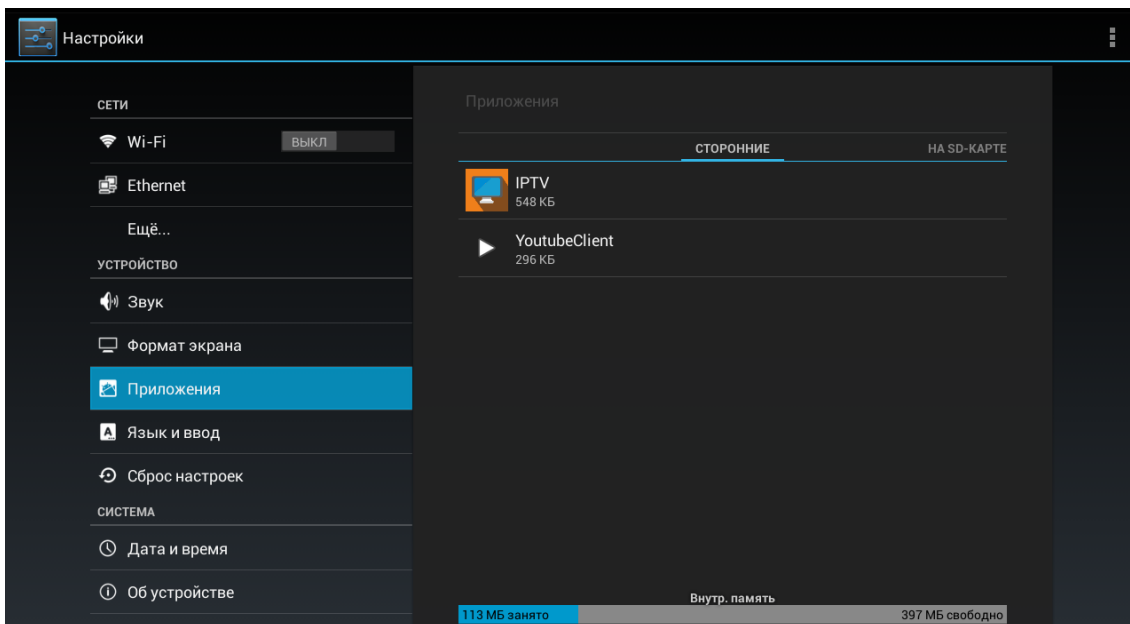 Настройки
СЕТИ
Wi-Fi
ВЫКЛ
Ethernet
Ещё...
УСТРОЙСТВО
Звук
Формат экрана
Приложения
Язык и ввод
Сброс настроек
СИСТЕМА
Дата и время
Об устройстве
Приложения
СТОРОННИЕ
НА SD-КАРТЕ
IPTV
548 КБ
YoutubeClient
296 КБ
Внутр. память
113 МБ занято
397 МБ свободно